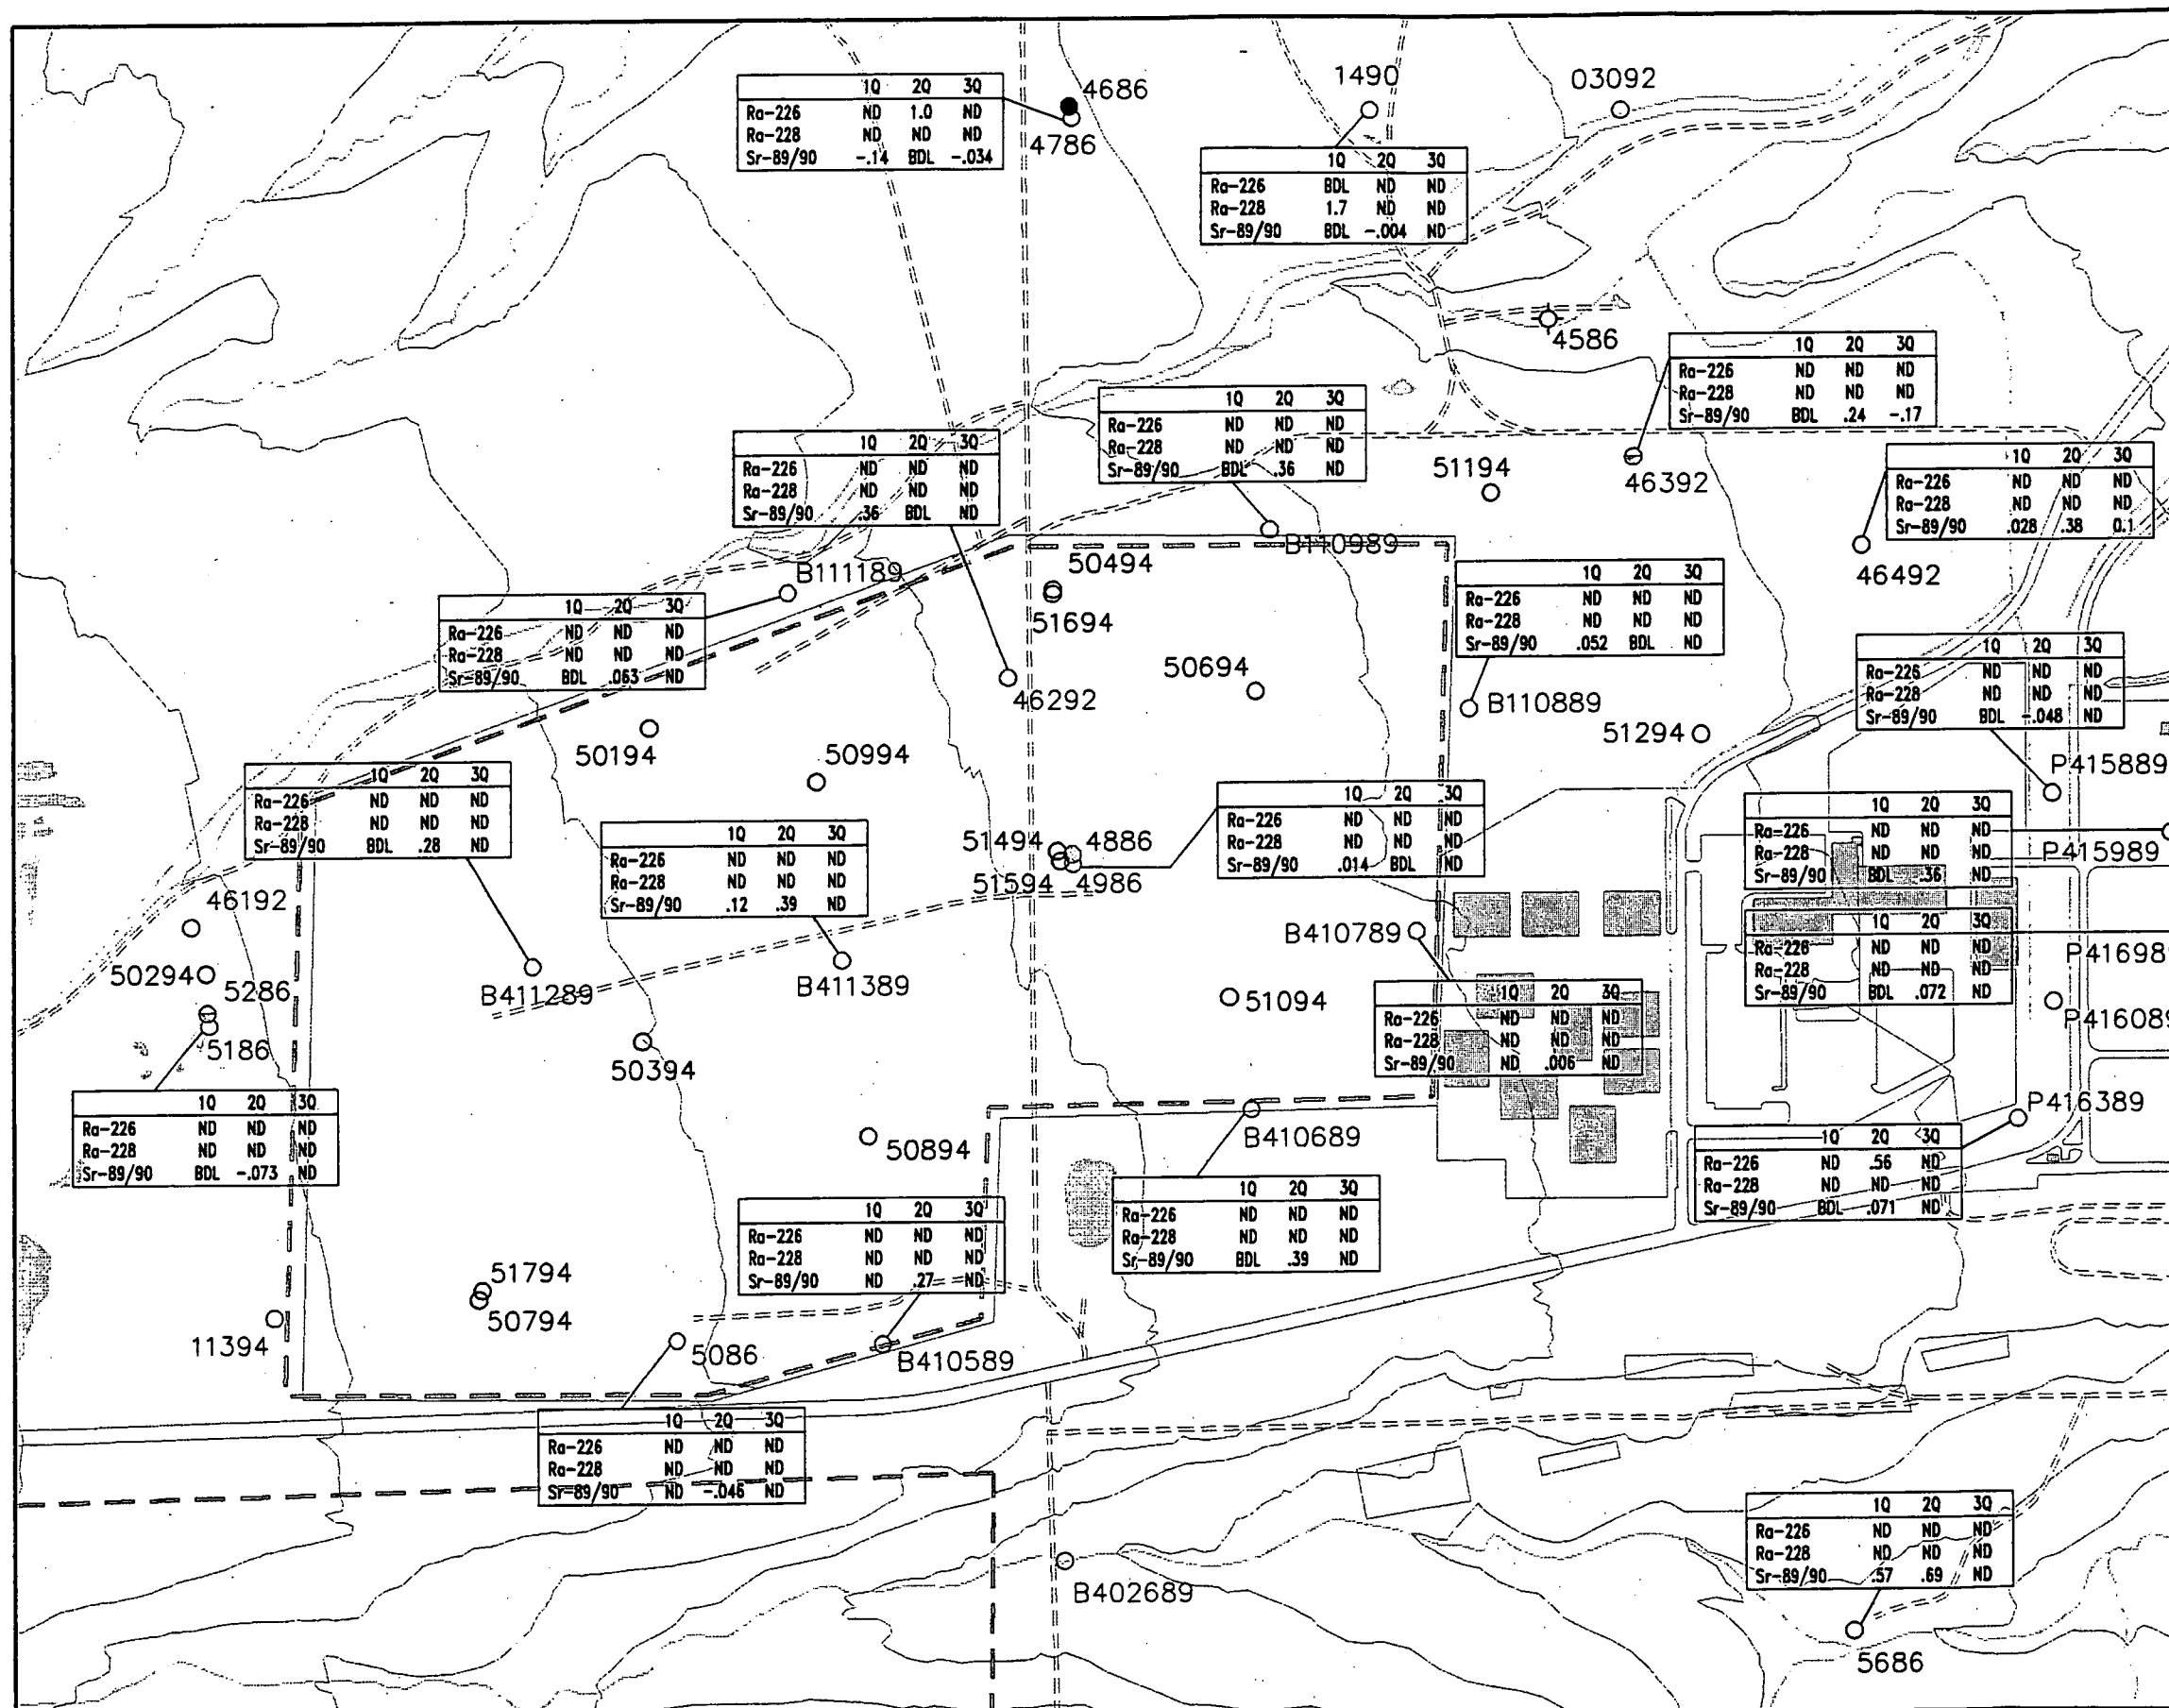 1Q 2Q 3Q
Ra-226 ND 1.0 ND
Ra-228 ND ND ND
Sr-89/90 -.14 BDL -.034
4686
4786
1490
03092
1Q 2Q 3Q
Ra-226 BDL ND ND
Ra-228 1.7 ND ND
Sr-89/90 BDL -.004 ND
4586
1Q 2Q 3Q
Ra-226 ND ND ND
Ra-228 ND ND ND
Sr-89/90 BDL .24 -.17
1Q 2Q 3Q
Ra-226 ND ND ND
Ra-228 ND ND ND
Sr-89/90 BDL .36 ND
1Q 2Q 3Q
Ra-226 ND ND ND
Ra-228 ND ND ND
Sr-89/90 .36 BDL ND
51194
46392
1Q 2Q 3Q
Ra-226 ND ND ND
Ra-228 ND ND ND
Sr-89/90 .028 .38 0.1
B110989
46492
B111189
50494
51694
1Q 2Q 3Q
Ra-226 ND ND ND
Ra-228 ND ND ND
Sr-89/90 .052 BDL ND
1Q 2Q 3Q
Ra-226 ND ND ND
Ra-228 ND ND ND
Sr-89/90 BDL .063 ND
50694
46292
B110889
1Q 2Q 3Q
Ra-226 ND ND ND
Ra-228 ND ND ND
Sr-89/90 BDL -.048 ND
50194
50994
51294
P415889
1Q 2Q 3Q
Ra-226 ND ND ND
Ra-228 ND ND ND
Sr-89/90 BDL .28 ND
1Q 2Q 3Q
Ra-226 ND ND ND
Ra-228 ND ND ND
Sr-89/90 .12 .39 ND
51494
4886
51594
4986
1Q 2Q 3Q
Ra-226 ND ND ND
Ra-228 ND ND ND
Sr-89/90 .014 BDL ND
1Q 2Q 3Q
Ra-226 ND ND ND
Ra-228 ND ND ND
Sr-89/90 BDL .36 ND
P415989
46192
B410789
1Q 2Q 3Q
Ra-226 ND ND ND
Ra-228 ND ND ND
Sr-89/90 BDL .072 ND
P41698
50294
5286
5186
B411289
B411389
51094
1Q 2Q 3Q
Ra-226 ND ND ND
Ra-228 ND ND ND
Sr-89/90 ND .006 ND
P416089
50394
1Q 2Q 3Q
Ra-226 ND ND ND
Ra-228 ND ND ND
Sr-89/90 BDL -.073 ND
P416389
50894
B410689
1Q 2Q 3Q
Ra-226 ND .56 ND
Ra-228 ND ND ND
Sr-89/90 BDL .071 ND
1Q 2Q 3Q
Ra-226 ND ND ND
Ra-228 ND ND ND
Sr-89/90 BDL .39 ND
1Q 2Q 3Q
Ra-226 ND ND ND
Ra-228 ND ND ND
Sr-89/90 ND .27 ND
51794
50794
11394
5086
B410589
1Q 2Q 3Q
Ra-226 ND ND ND
Ra-228 ND ND ND
Sr-89/90 ND -.046 ND
1Q 2Q 3Q
Ra-226 ND ND ND
Ra-228 ND ND ND
Sr-89/90 .57 .69 ND
B402689
5686